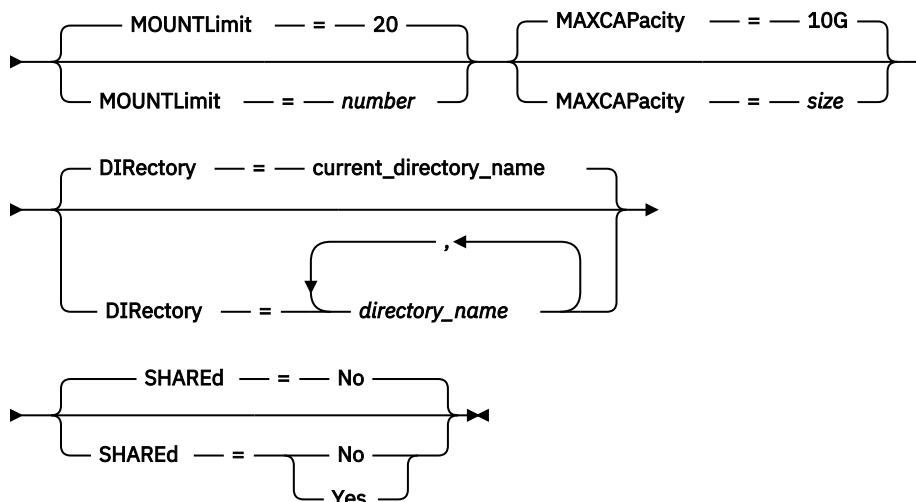 MOUNTLimit = 20 MAXCAPacity = 10G
MOUNTLimit = number MAXCAPacity = size
DIRectory = current_directory_name
,
DIRectory = directory_name
SHAREd = No
SHAREd = No
Yes